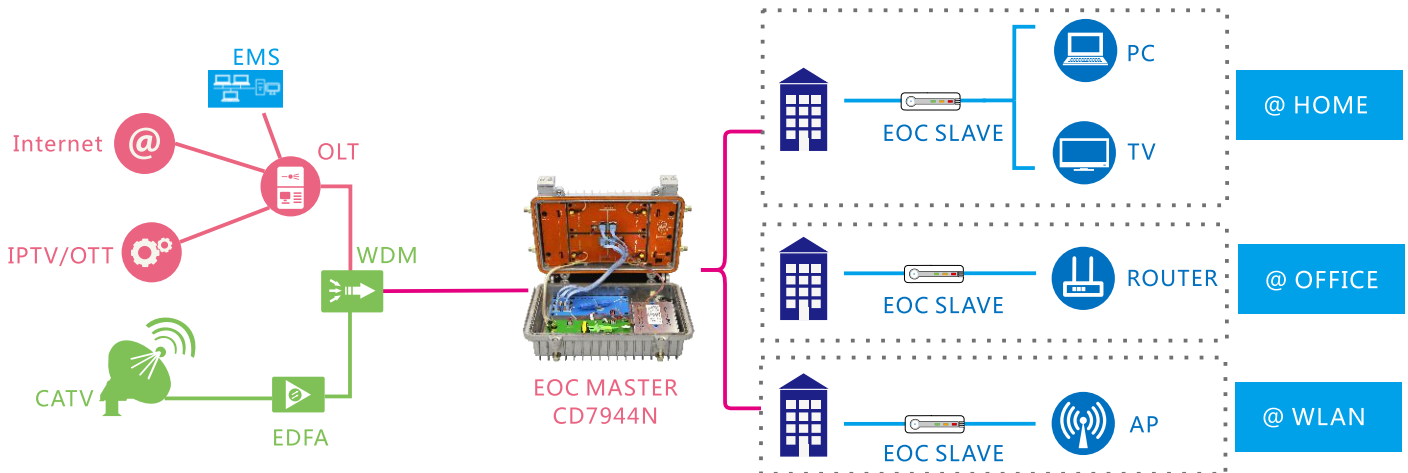 EMS
Internet
@
OLT
IPTV/OTT
WDM
CATV
EDFA
EOC MASTER
CD7944N
EOC SLAVE
PC
TV
@ HOME
EOC SLAVE
ROUTER
@ OFFICE
EOC SLAVE
AP
@ WLAN